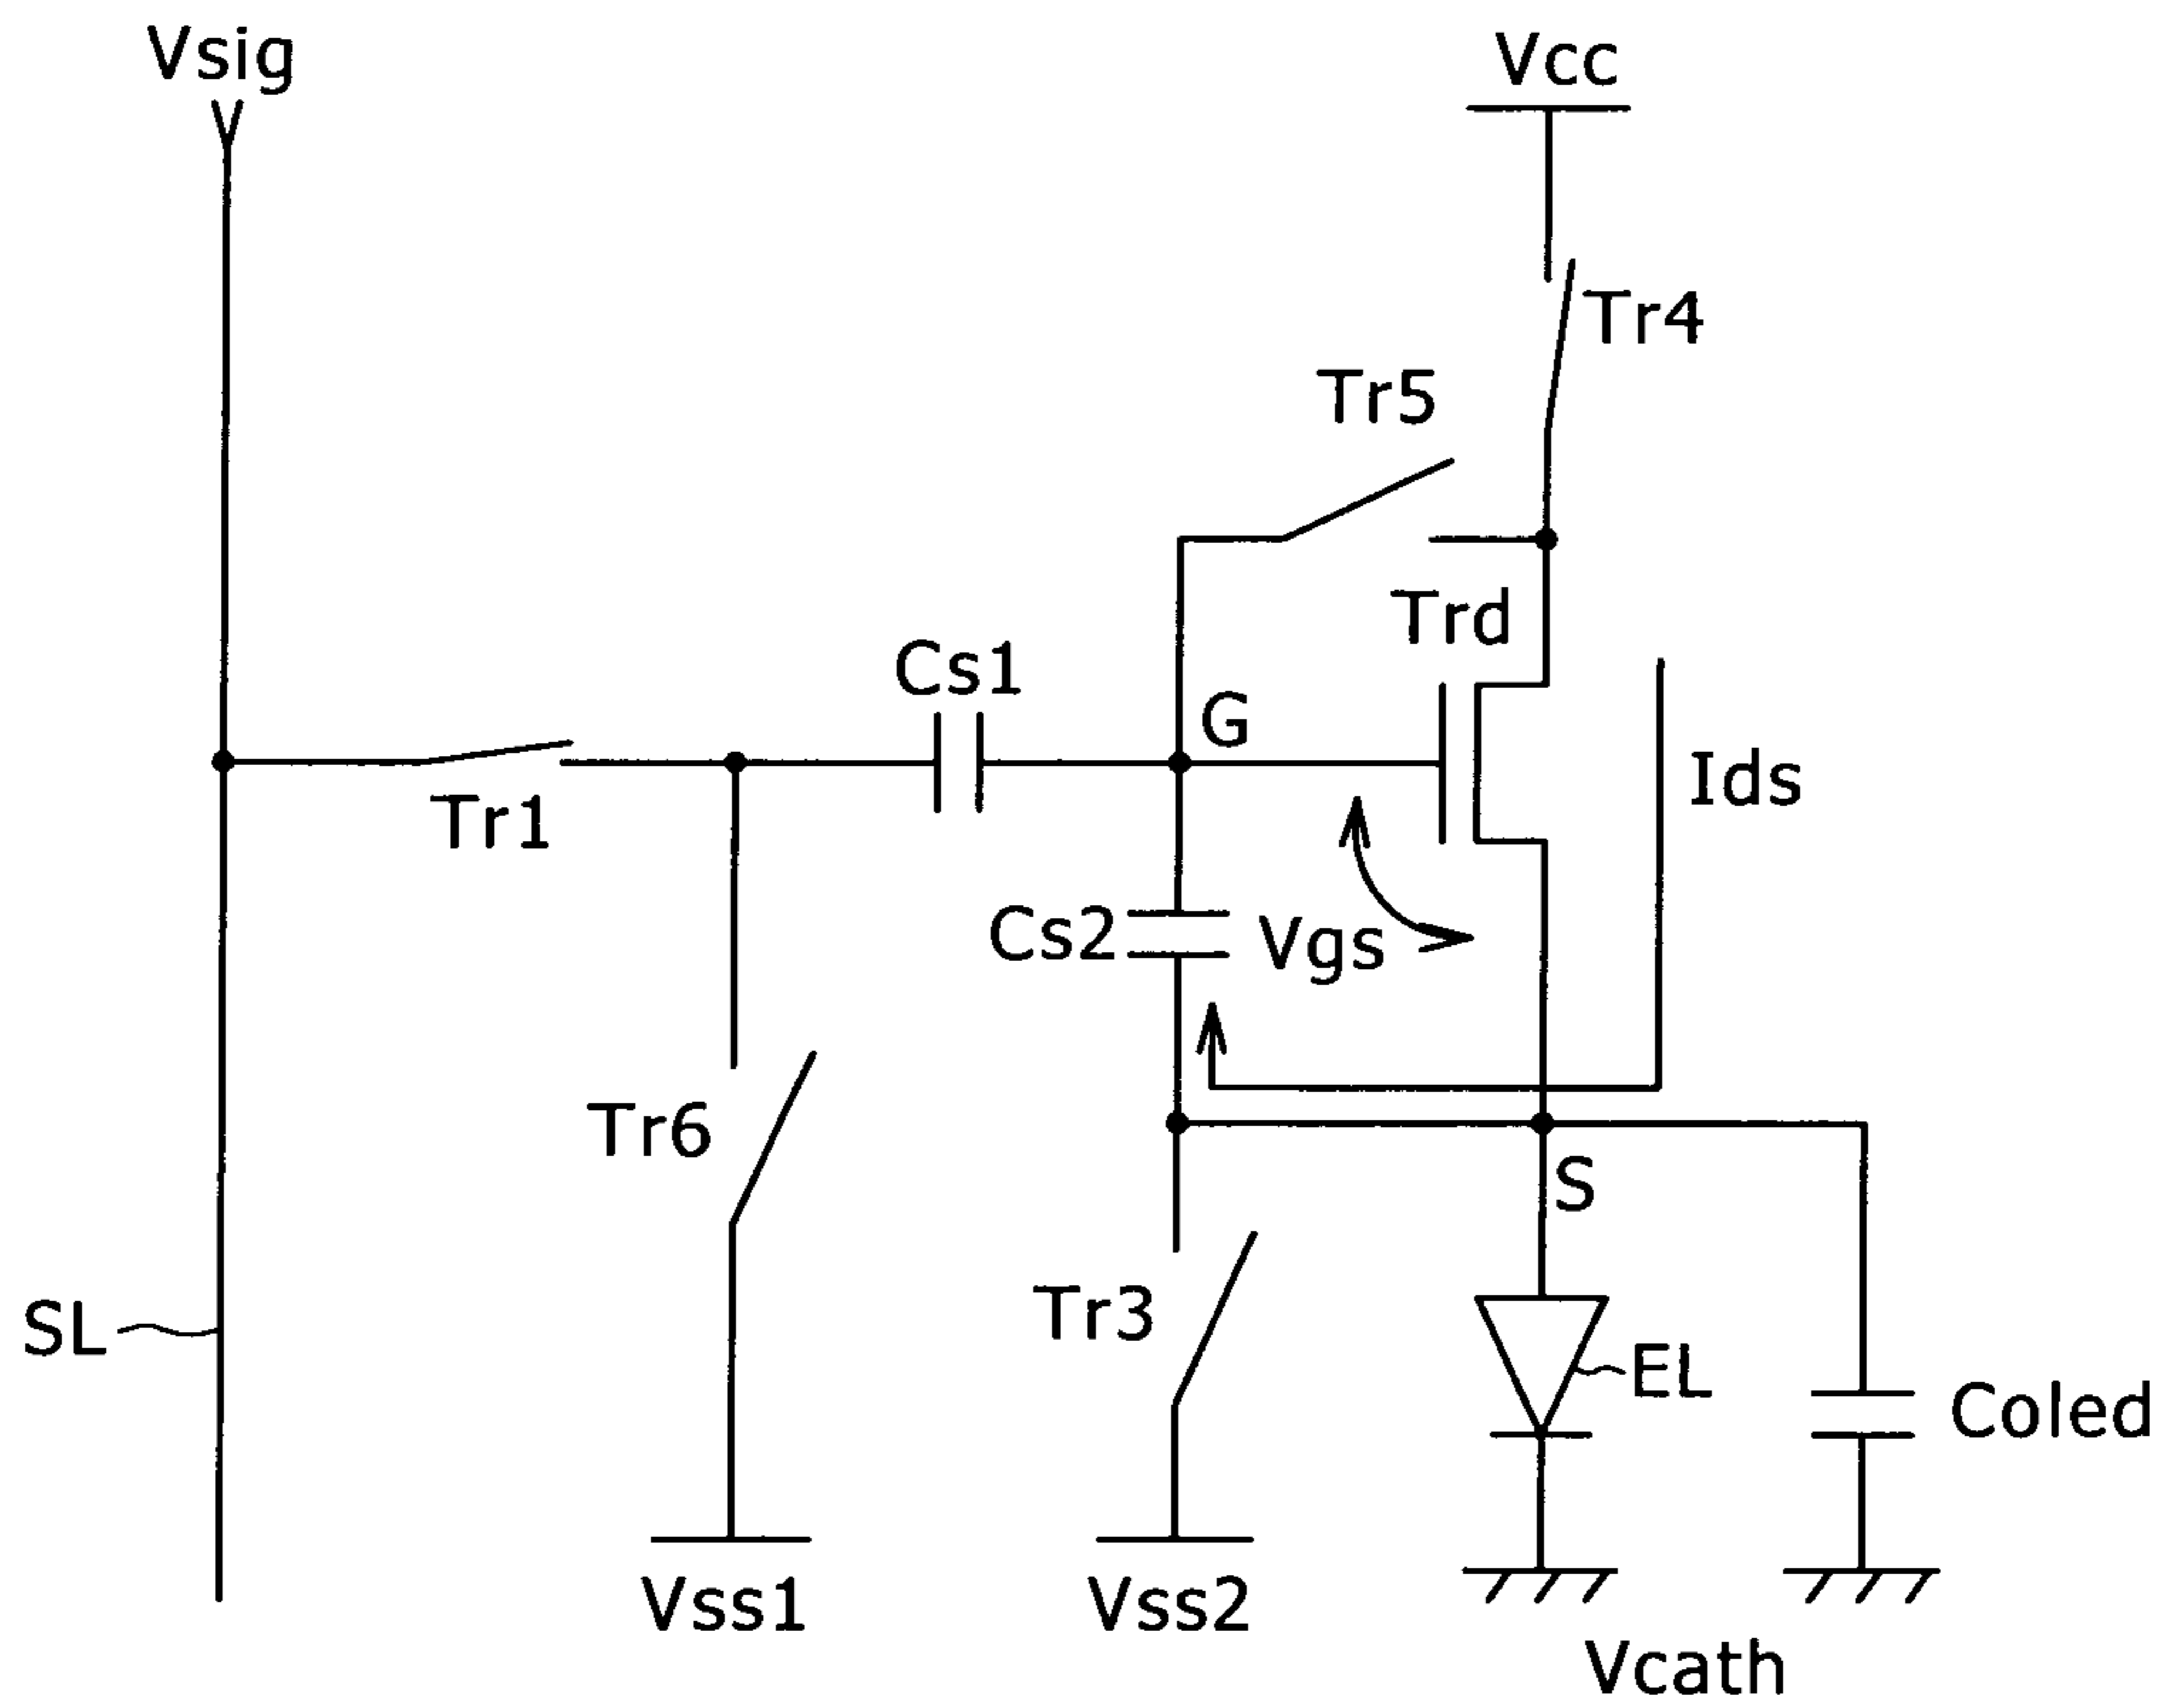 Vsig
Vcc
Tr4
Tr5
Trd
Cs1
G
Ids
Tr1
Cs2
Vgs
Tr6
S
Tr3
SL
EL
Coled
Vss1
Vss2
Vcath